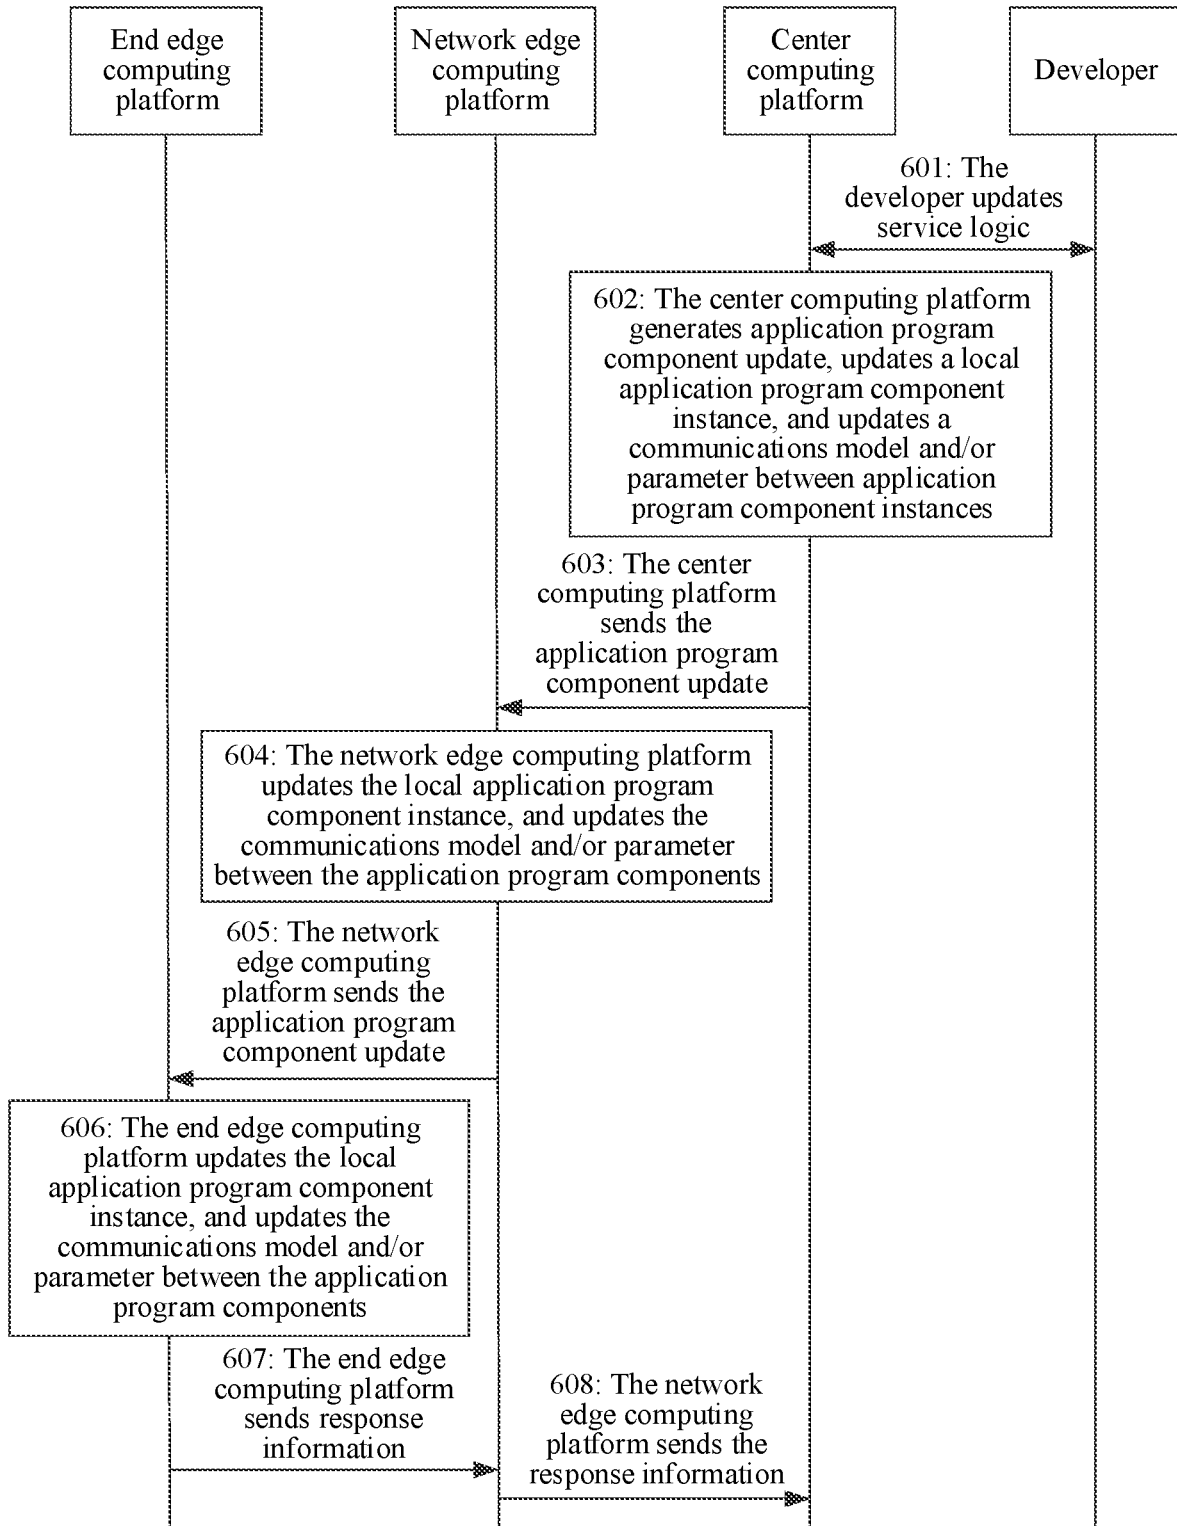 End edge
computing
platform
Network edge
computing
platform
Center
computing
platform
Developer
601: The
developer updates
service logic
602: The center computing platform
generates application program
component update, updates a local
application program component
instance, and updates a
communications model and/or
parameter between application
program component instances
603: The center
computing platform
sends the
application program
component update
604: The network edge computing platform
updates the local application program
component instance, and updates the
communications model and/or parameter
between the application program components
605: The network
edge computing
platform sends the
application program
component update
606: The end edge computing
platform updates the local
application program component
instance, and updates the
communications model and/or
parameter between the application
program components
607: The end edge
computing platform
sends response
information
608: The network
edge computing
platform sends the
response information